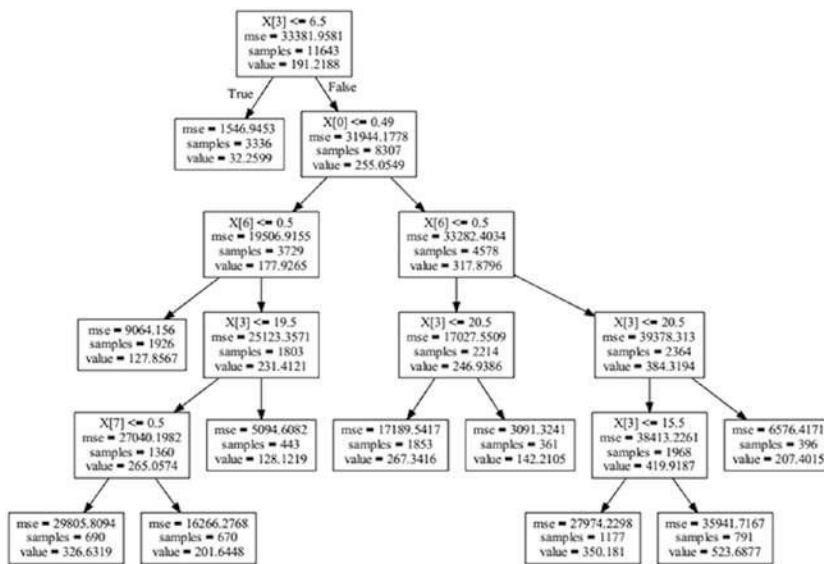 X[3] <= 6.5
mse = 33381.9581
samples = 11643
value = 191.2188
True
False
mse = 1546.9453
samples = 3336
value = 32.2599
X[0] <= 0.49
mse = 31944.1778
samples = 8307
value = 255.0549
X[6] <= 0.5
mse = 19506.9155
samples = 3729
value = 177.9265
X[6] <= 0.5
mse = 33282.4034
samples = 4578
value = 317.8796
mse = 9064.156
samples = 1926
value = 127.8567
X[3] <= 19.5
mse = 25123.3571
samples = 1803
value = 231.4121
X[3] <= 20.5
mse = 17027.5509
samples = 2214
value = 246.9386
X[3] <= 20.5
mse = 39378.313
samples = 2364
value = 384.3194
X[7] <= 0.5
mse = 27040.1982
samples = 1360
value = 265.0574
mse = 5094.6082
samples = 443
value = 128.1219
mse = 17189.5417
samples = 1853
value = 267.3416
mse = 3091.3241
samples = 361
value = 142.2105
X[3] <= 15.5
mse = 38413.2261
samples = 1968
value = 419.9187
mse = 6576.4171
samples = 396
value = 207.4015
mse = 29805.8094
samples = 690
value = 326.6319
mse = 16266.2768
samples = 670
value = 201.6448
mse = 27974.2298
samples = 1177
value = 350.181
mse = 35941.7167
samples = 791
value = 523.6877